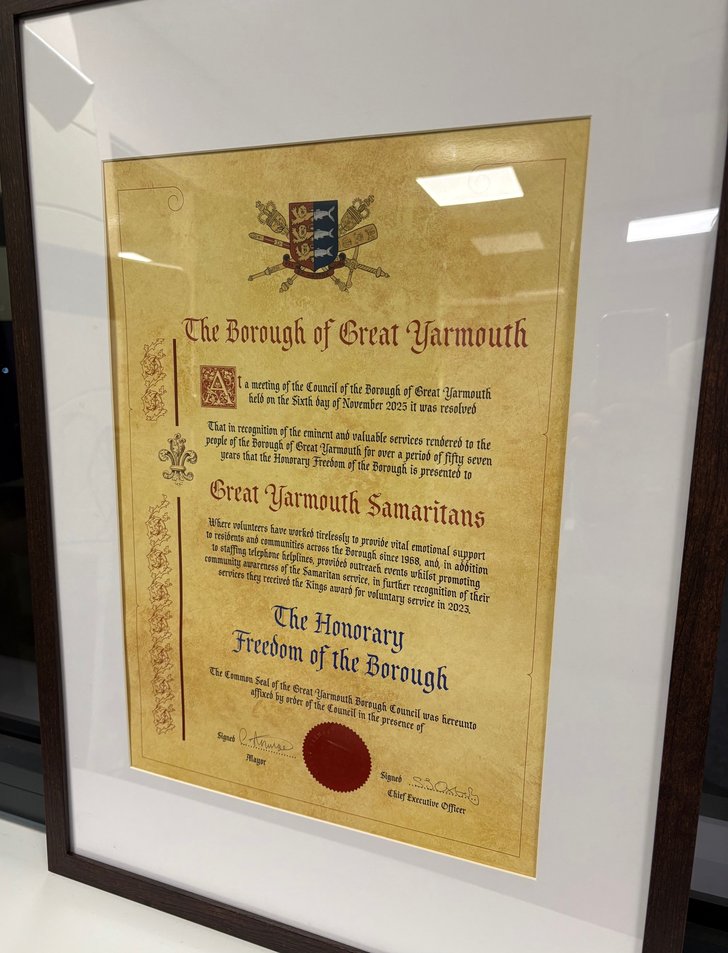 The Borough of Great Yarmouth
At a meeting of the Council of the Borough of Great Yarmouth
held on the Sixth day of November 2025 it was resolved
That in recognition of the eminent and valuable services rendered to the
people of the Borough of Great Yarmouth for over a period of fifty seven
years that the Honorary Freedom of the Borough is presented to
Great Yarmouth Samaritans
Where volunteers have worked tirelessly to provide vital emotional support
to residents and communities across the Borough since 1968, and, in addition
to staffing telephone helplines, provided outreach events whilst promoting
community awareness of the Samaritan service, in further recognition of their
services they received the Kings award for voluntary service in 2023.
The Honorary
Freedom of the Borough
The Common Seal of the Great Yarmouth Borough Council was hereunto
affixed by order of the Council in the presence of
Signed
Mayor
Signed
Chief Executive Officer